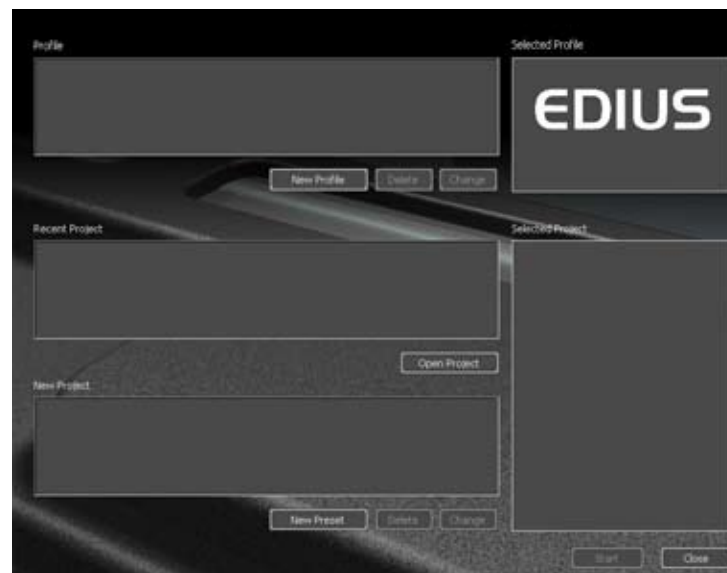 Profile
Selected Profile
EDIUS
New Profile
Delete
Change
Recent Project
Selected Project
Open Project
New Project
New Preset
Delete
Change
Start
Close